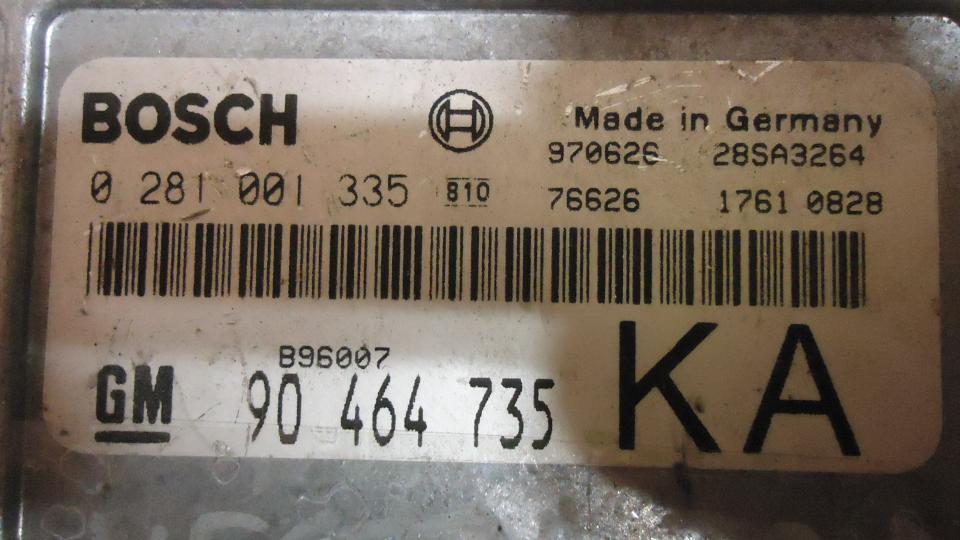 BOSCH
Made in Germany
970626 28SA3264
0 281 001 335 810 76626 1761 0828
B96007
GM 90 464 735 KA